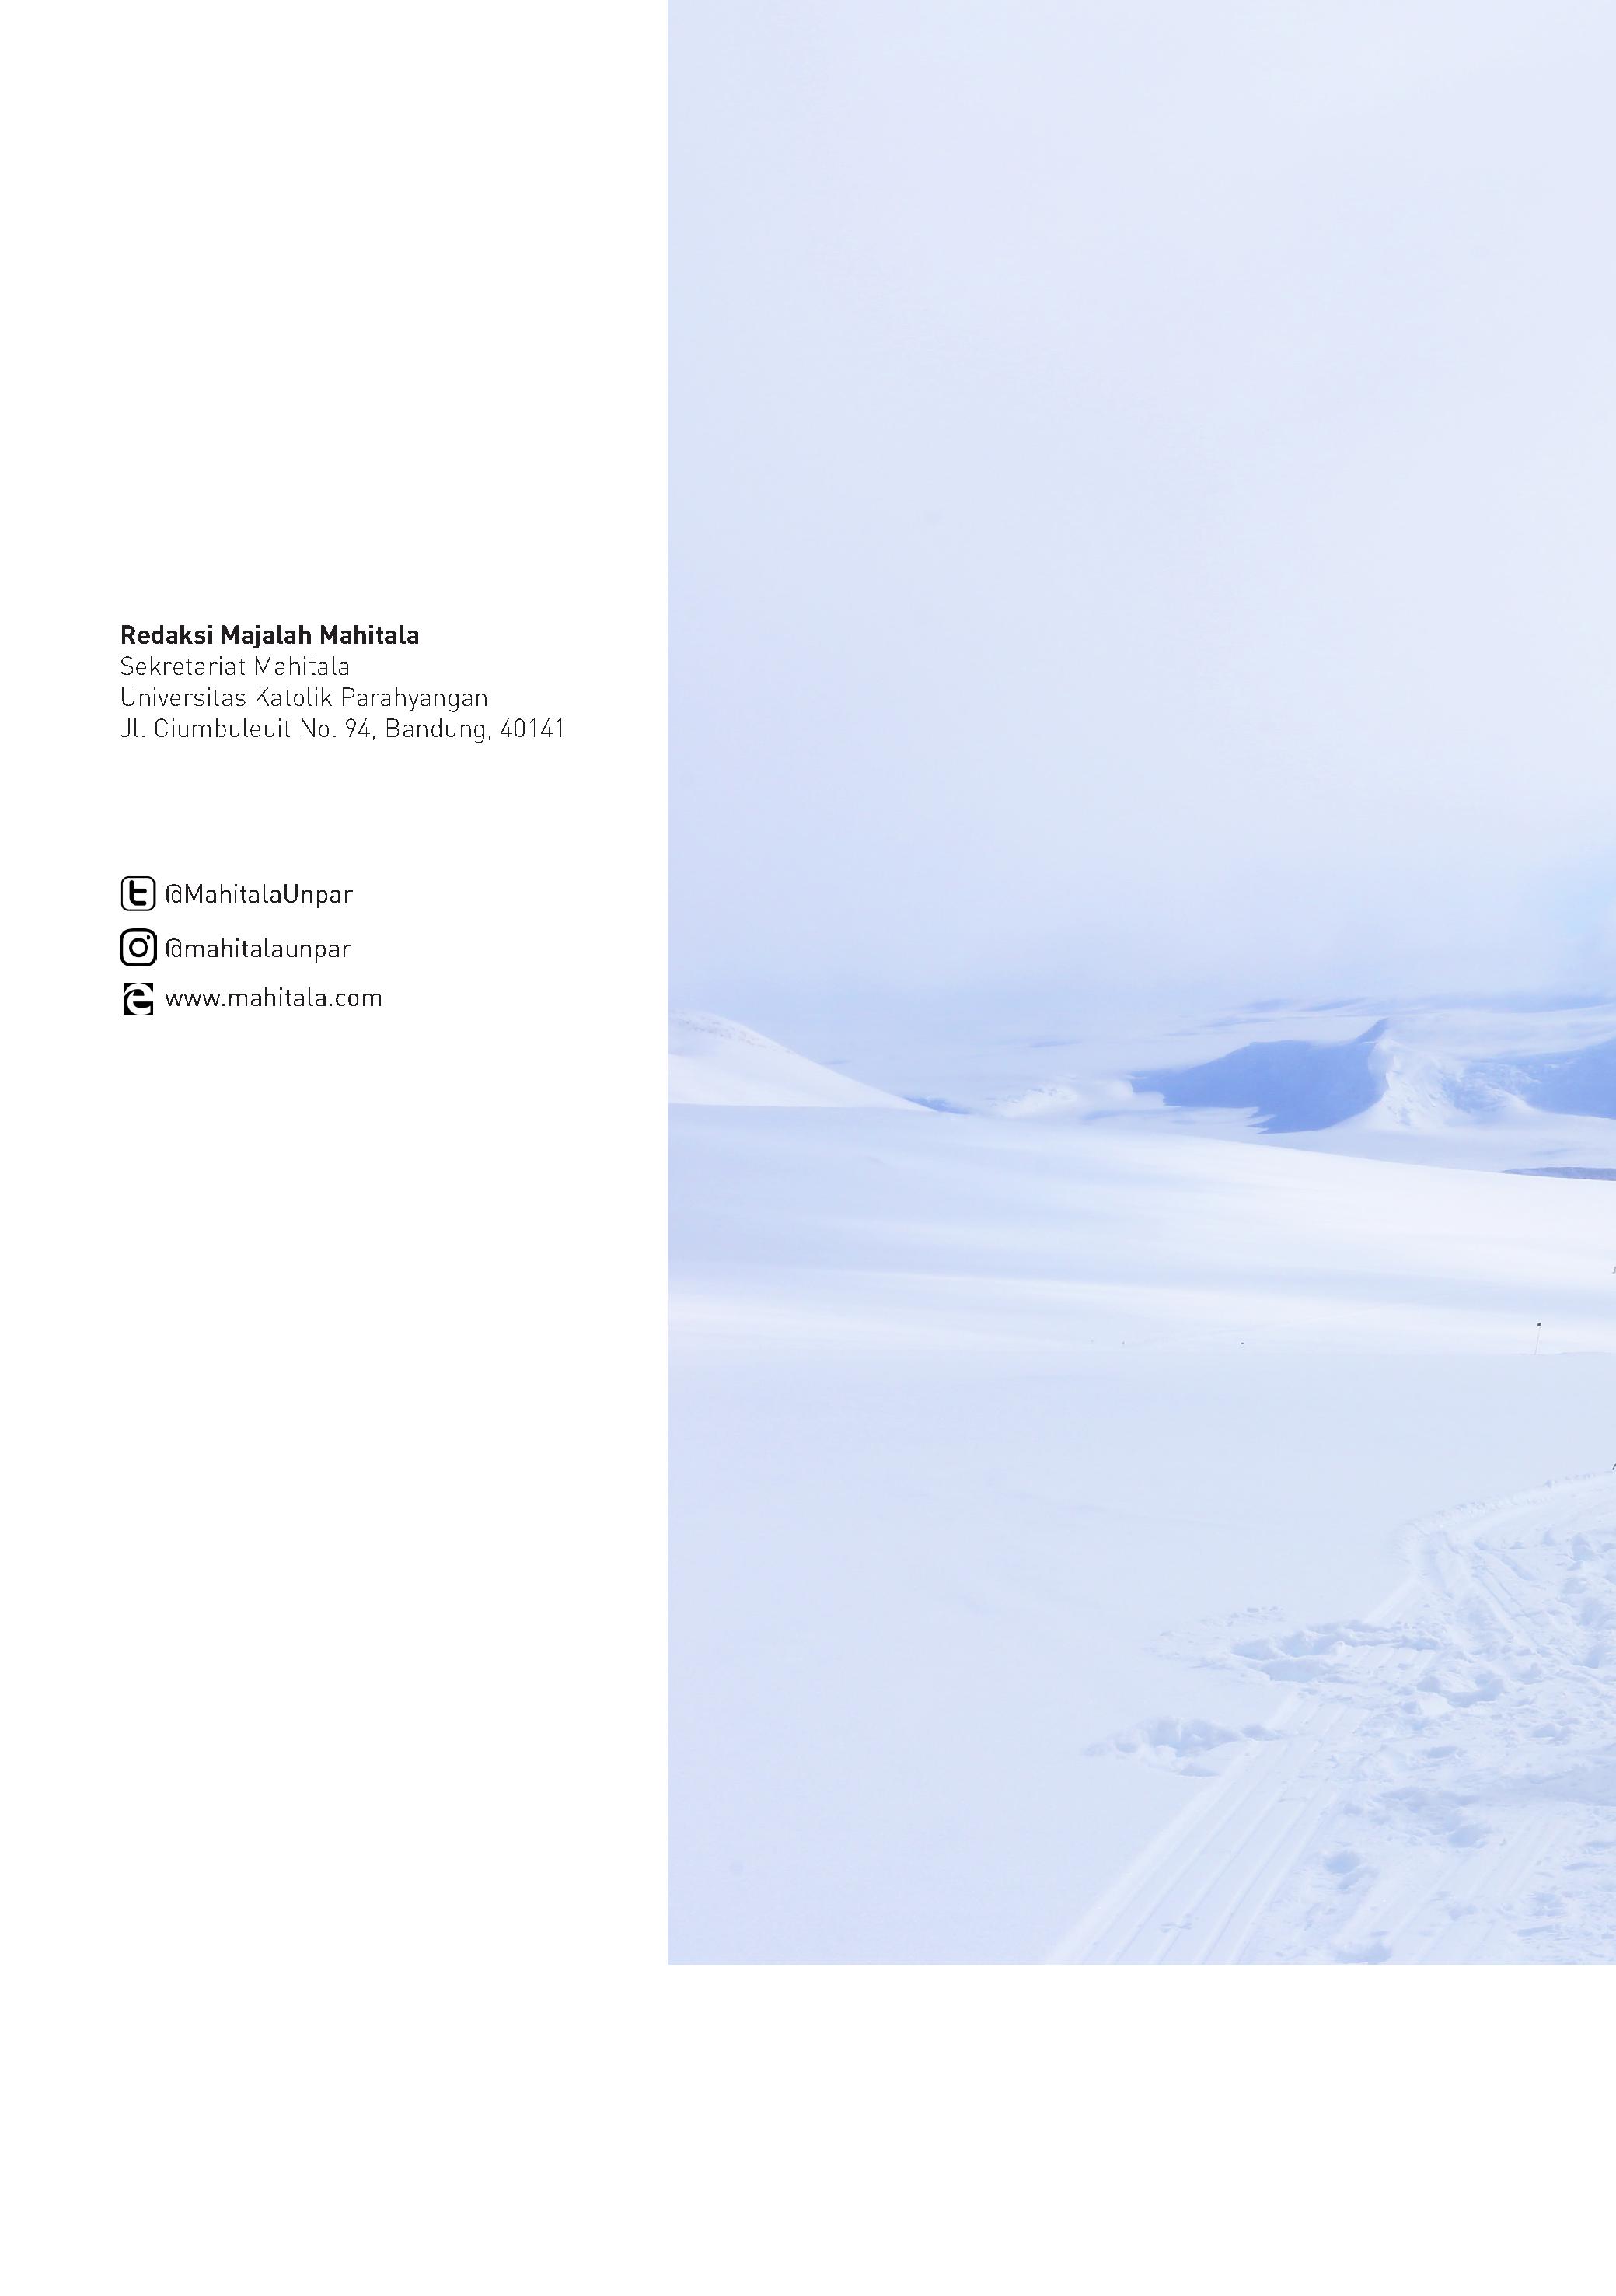 Redaksi Majalah Mahitala
Sekretariat Mahitala
Universitas Katolik Parahyangan
Jl. Ciumbuleuit No. 94, Bandung, 40141
@MahitalaUnpar
@mahitalaunpar
www.mahitala.com